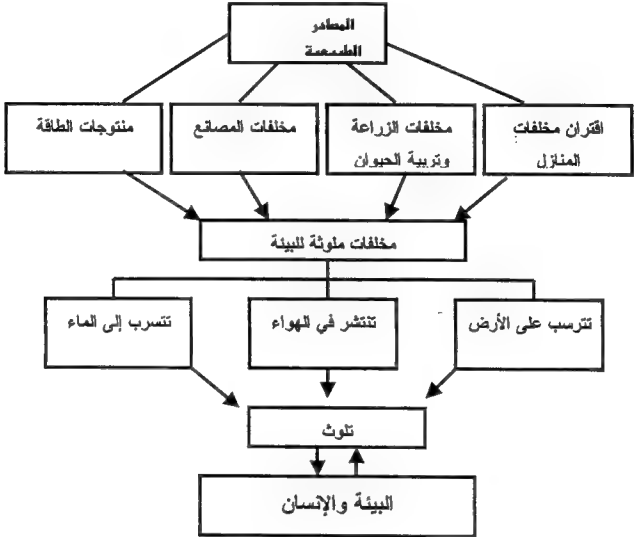 المصادر
الطبيعية
اقتران مخلفات
المنازل
مخلفات الزراعة
وتربية الحيوان
مخلفات المصانع
منتوجات الطاقة
مخلفات ملوثة للبيئة
تترسب على الأرض
تنتشر في الهواء
تتسرب إلى الماء
تلوث
البيئة والإنسان